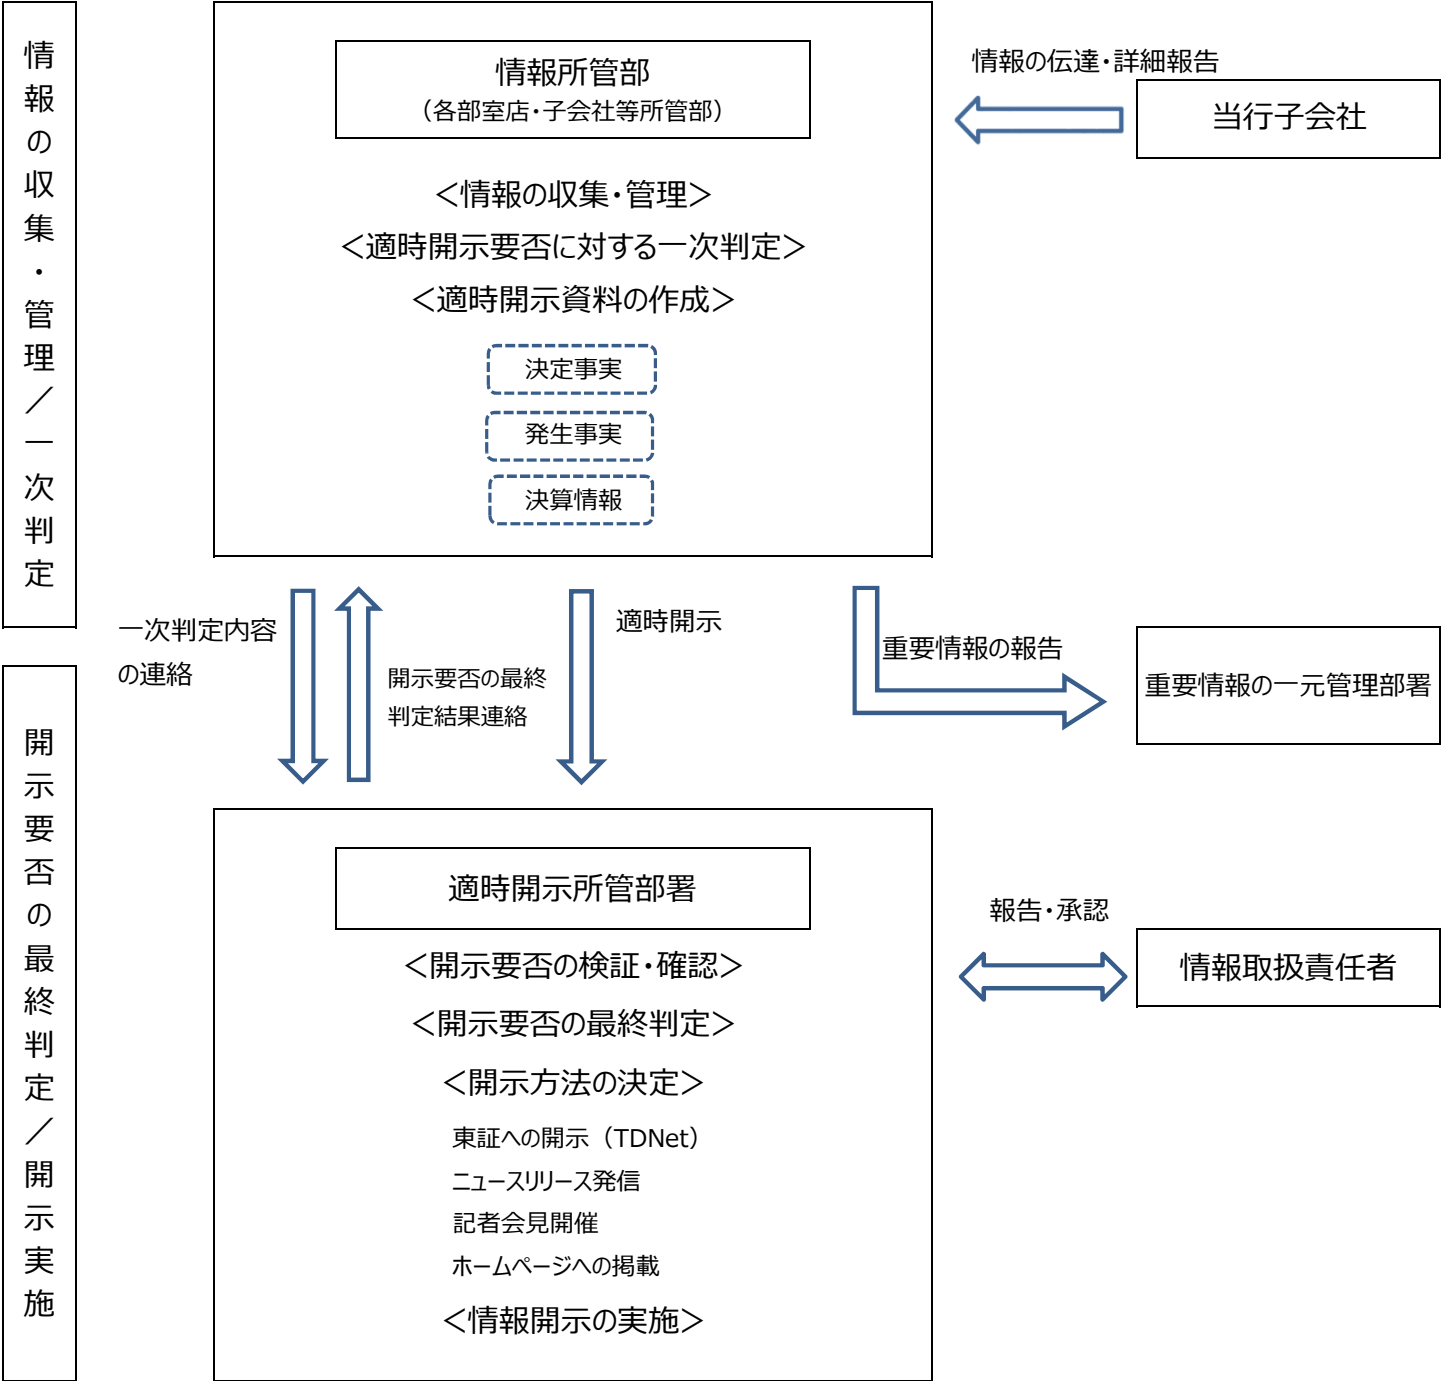 情報の収集・管理／一次判定
情報所管部
（各部室店・子会社等所管部）
＜情報の収集・管理＞
＜適時開示要否に対する一次判定＞
＜適時開示資料の作成＞
決定事実
発生事実
決算情報
情報の伝達・詳細報告
当行子会社
一次判定内容
の連絡
開示要否の最終
判定結果連絡
適時開示
重要情報の報告
重要情報の一元管理部署
開示要否の最終判定／開示実施
適時開示所管部署
＜開示要否の検証・確認＞
＜開示要否の最終判定＞
＜開示方法の決定＞
東証への開示（TDNet）
ニュースリリース発信
記者会見開催
ホームページへの掲載
＜情報開示の実施＞
報告・承認
情報取扱責任者